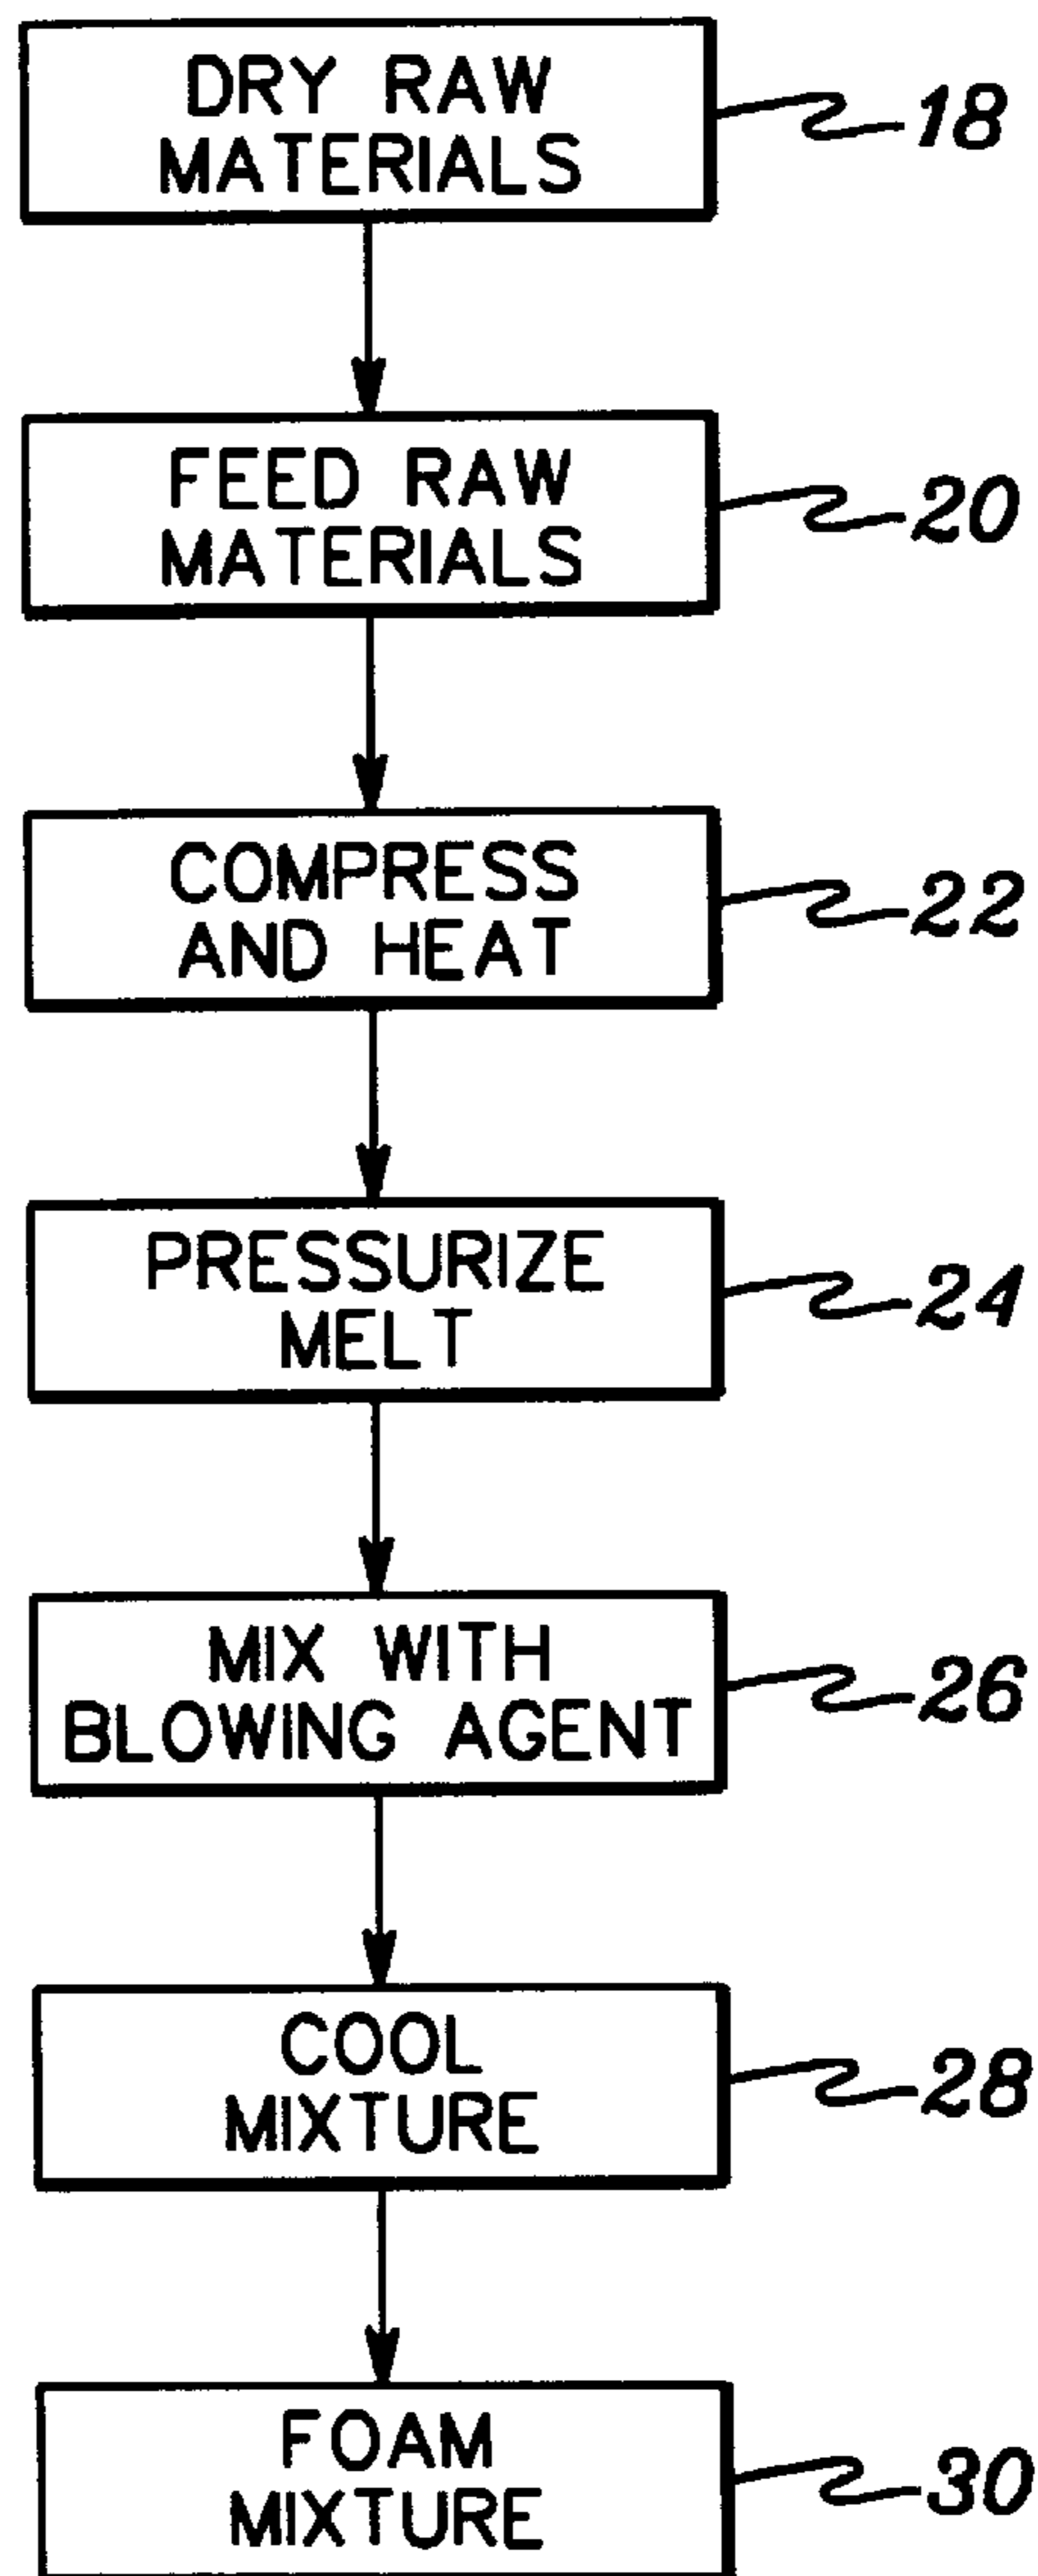 DRY RAW
MATERIALS
18
FEED RAW
MATERIALS
20
COMPRESS
AND HEAT
22
PRESSURIZE
MELT
24
MIX WITH
BLOWING AGENT
26
COOL
MIXTURE
28
FOAM
MIXTURE
30